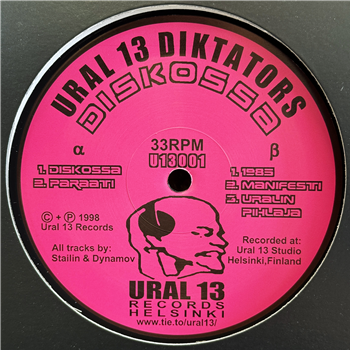 URAL 13 DIKTATORS
DISKOSSA
α
33RPM
β
U13001
1. DISKOSSA
2. PARAATI
1. 1985
2. MANIFESTI
3. URALIN
PIHLAJA
© + ℗ 1998
Ural 13 Records
All tracks by:
Stailin & Dynamov
Recorded at:
Ural 13 Studio
Helsinki,Finland
URAL 13
RECORDS
HELSINKI
www.tie.to/ural13/